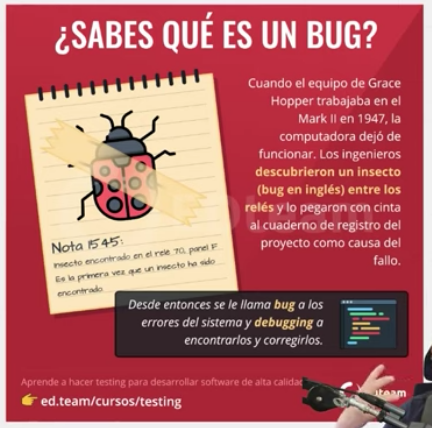 ¿SABES QUÉ ES UN BUG?
Cuando el equipo de Grace
Hopper trabajaba en el
Mark II en 1947, la
computadora dejó de
funcionar. Los ingenieros
descubrieron un insecto
(bug en inglés) entre los
relés y lo pegaron con cinta
al cuaderno de registro del
proyecto como causa del
fallo.
Nota 1545:
Insecto encontrado en el relé 70, panel F.
Es la primera vez que un insecto ha sido
encontrado
Desde entonces se le llama bug a los
errores del sistema y debugging a
encontrarlos y corregirlos.
Aprende a hacer testing para desarrollar software de alta calidad
ed.team/cursos/testing